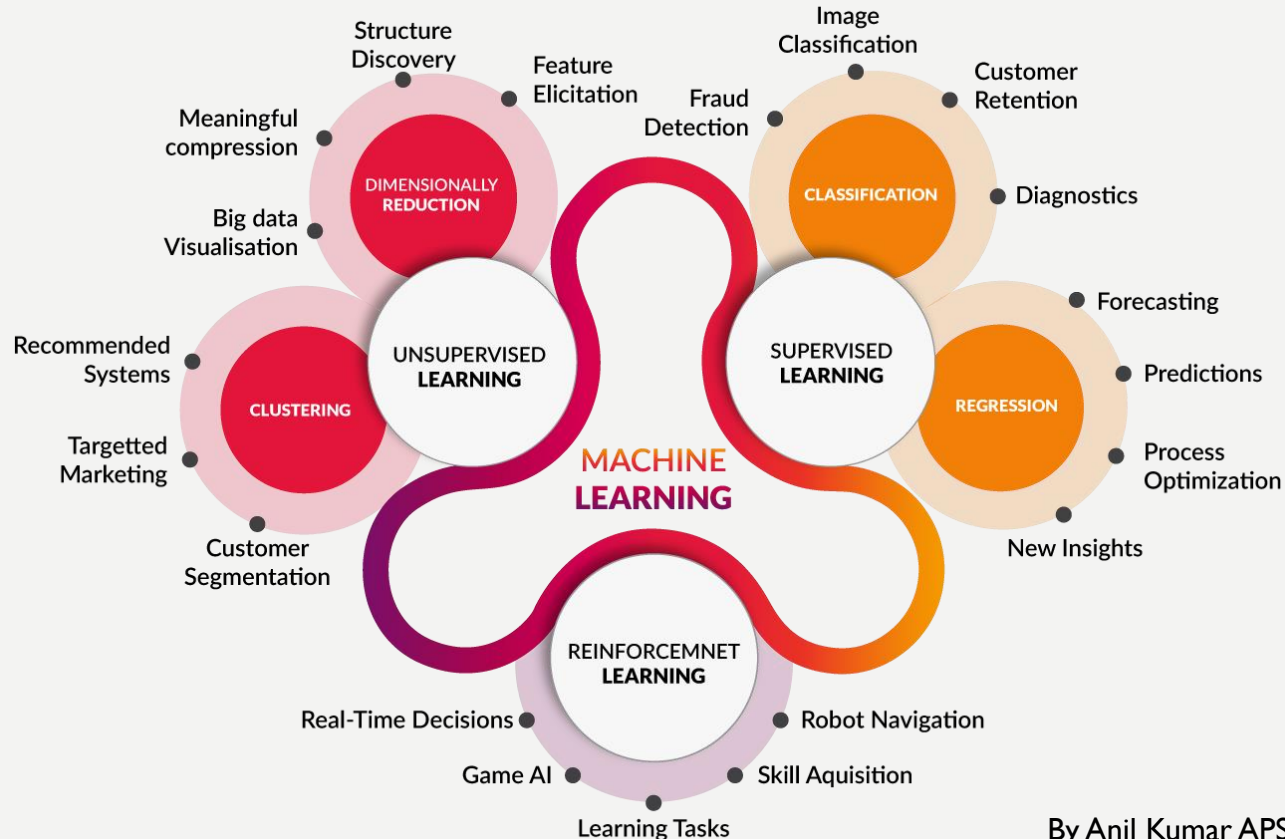 Structure
Discovery
Feature
Elicitation
Meaningful
compression
DIMENSIONALLY
REDUCTION
Big data
Visualisation
Recommended
Systems
CLUSTERING
Targetted
Marketing
Customer
Segmentation
UNSUPERVISED
LEARNING
Image
Classification
Customer
Retention
Fraud
Detection
CLASSIFICATION
Diagnostics
SUPERVISED
LEARNING
Forecasting
Predictions
REGRESSION
Process
Optimization
New Insights
MACHINE
LEARNING
REINFORCEMNET
LEARNING
Real-Time Decisions
Robot Navigation
Game AI
Skill Aquisition
Learning Tasks
By Anil Kumar APS